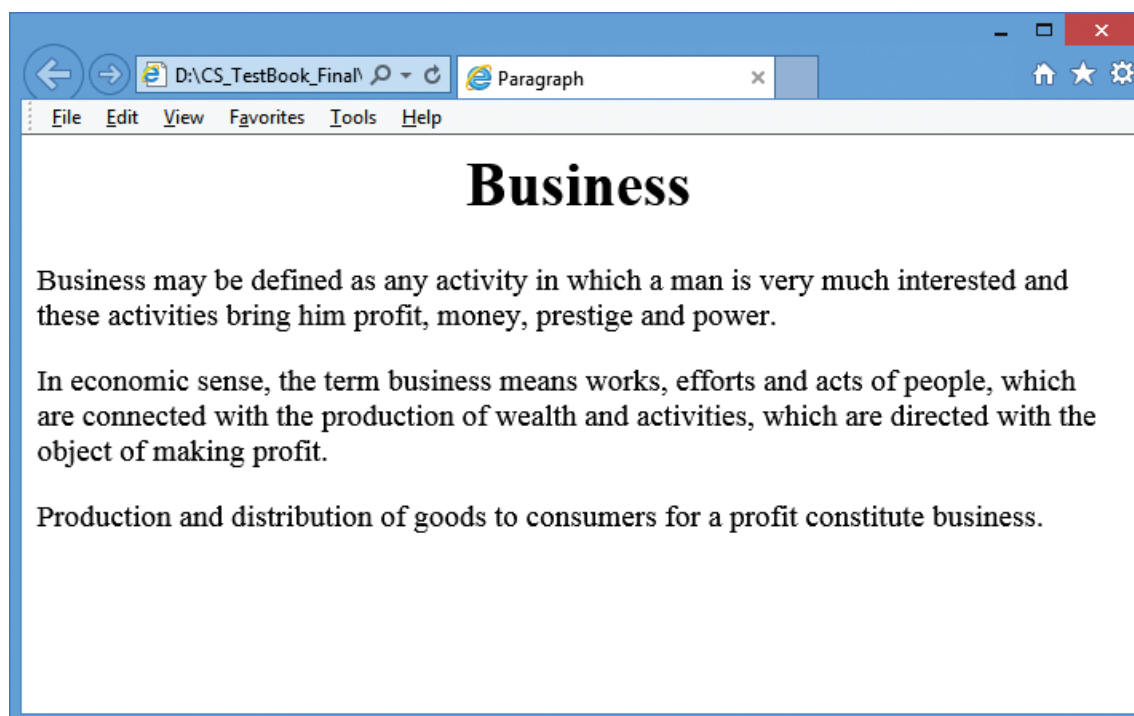 D:\CS_TestBook_Final\
Paragraph
File Edit View Favorites Tools Help
Business
Business may be defined as any activity in which a man is very much interested and
these activities bring him profit, money, prestige and power.
In economic sense, the term business means works, efforts and acts of people, which
are connected with the production of wealth and activities, which are directed with the
object of making profit.
Production and distribution of goods to consumers for a profit constitute business.